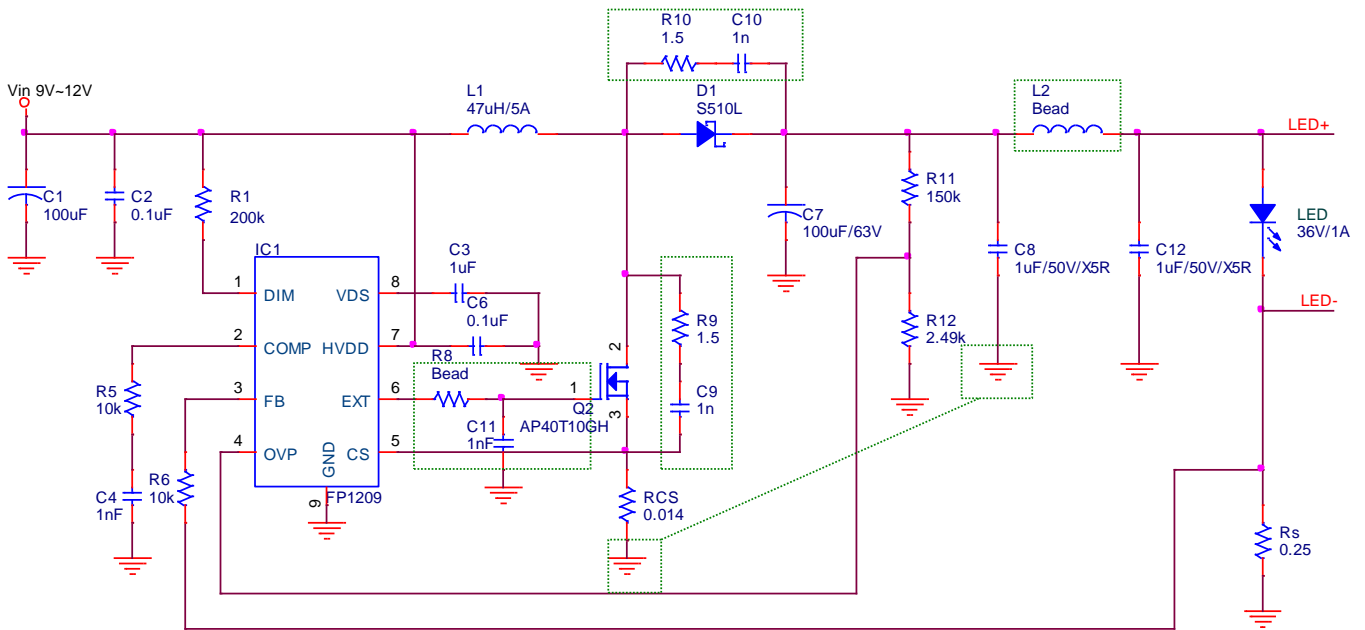 R10
1.5
C10
1n
Vin 9V~12V
L1
47uH/5A
D1
S510L
L2
Bead
LED+
C1
100uF
C2
0.1uF
R1
200k
C7
100uF/63V
R11
150k
C8
1uF/50V/X5R
C12
1uF/50V/X5R
LED
36V/1A
LED-
IC1
1
DIM
VDS
8
C3
1uF
C6
0.1uF
2
COMP
HVDD
7
R8
Bead
2
R9
1.5
R12
2.49k
R5
10k
3
FB
EXT
6
1
Q2
AP40T10GH
3
C9
1n
4
OVP
GND
CS
5
C11
1nF
9
FP1209
C4
1nF
R6
10k
RCS
0.014
Rs
0.25